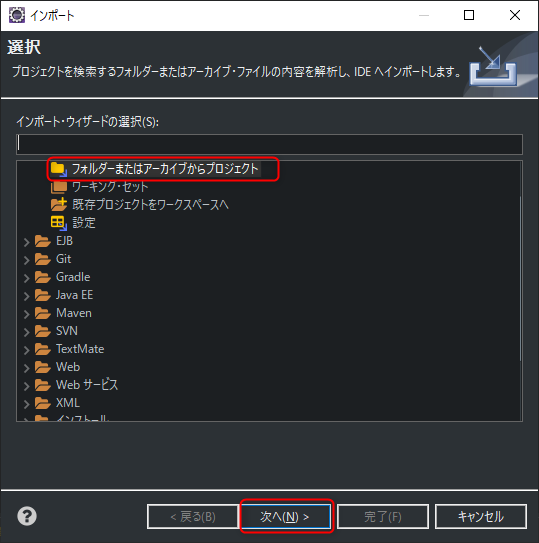 インポート
選択
プロジェクトを検索するフォルダーまたはアーカイブ・ファイルの内容を解析し、IDE へインポートします。
インポート・ウィザードの選択(S):
フォルダーまたはアーカイブからプロジェクト
ワーキング・セット
既存プロジェクトをワークスペースへ
設定
EJB
Git
Gradle
Java EE
Maven
SVN
TextMate
Web
Web サービス
XML
インストール
?
< 戻る(B)
次へ(N) >
完了(F)
キャンセル